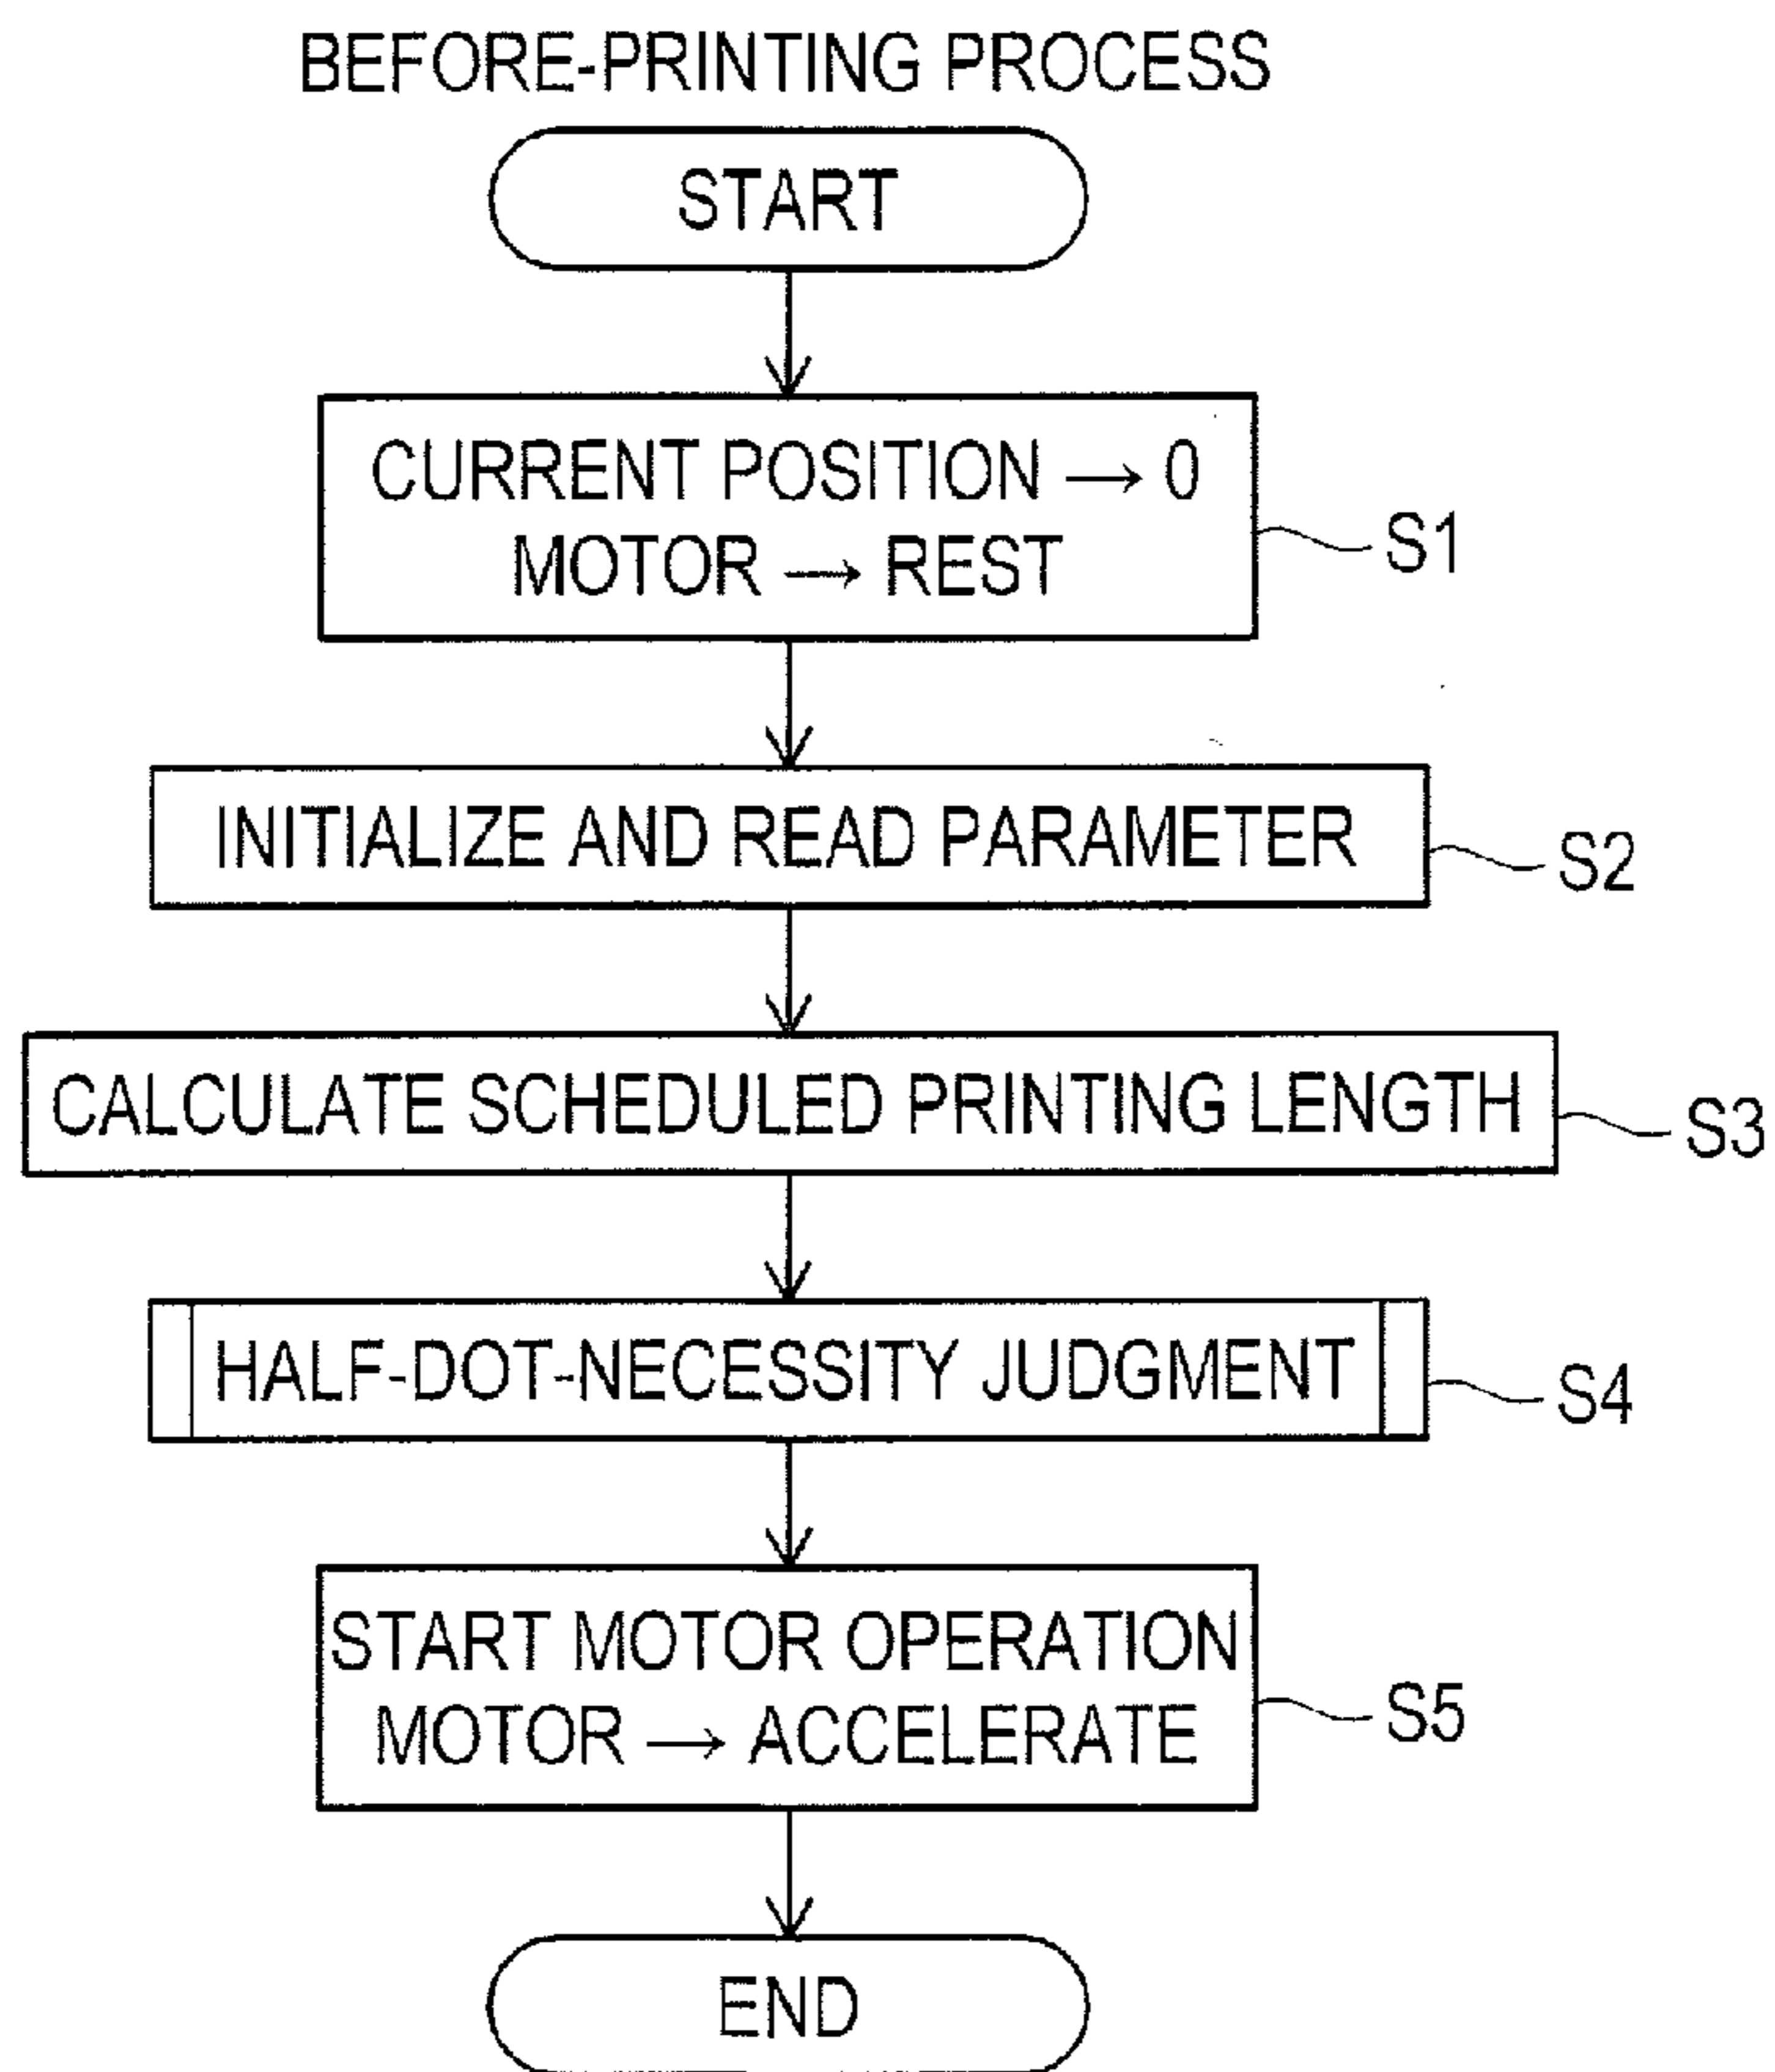 BEFORE-PRINTING PROCESS
START
CURRENT POSITION → 0
MOTOR → REST
S1
INITIALIZE AND READ PARAMETER
S2
CALCULATE SCHEDULED PRINTING LENGTH
S3
HALF-DOT-NECESSITY JUDGMENT
S4
START MOTOR OPERATION
MOTOR → ACCELERATE
S5
END